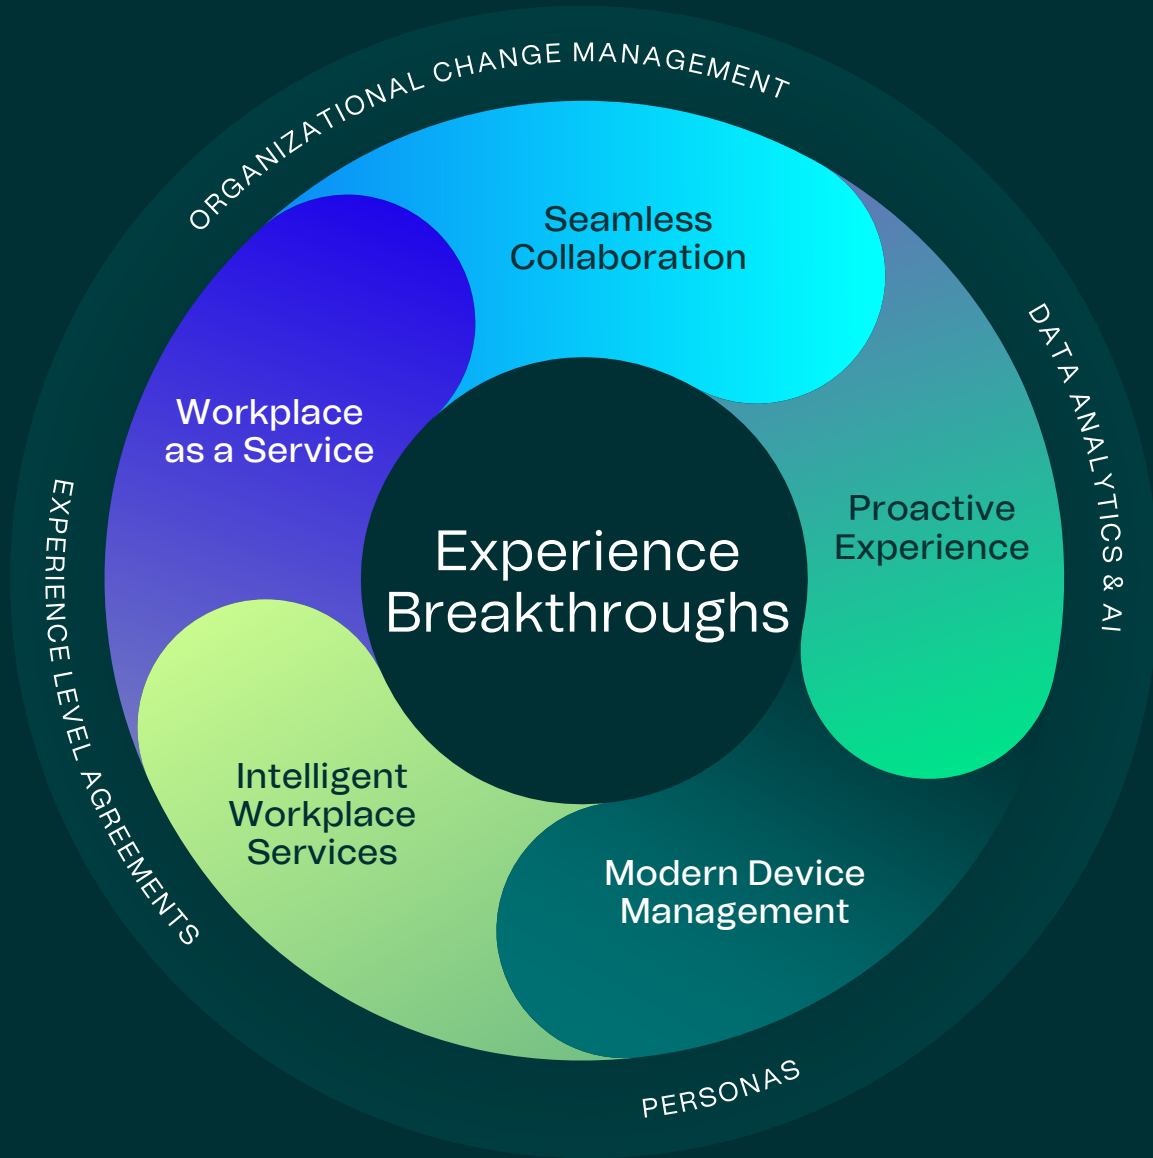 ORGANIZATIONAL CHANGE MANAGEMENT
Seamless
Collaboration
DATA ANALYTICS & AI
Workplace
as a Service
Proactive
Experience
Experience
Breakthroughs
EXPERIENCE LEVEL AGREEMENTS
Intelligent
Workplace
Services
Modern Device
Management
PERSONAS